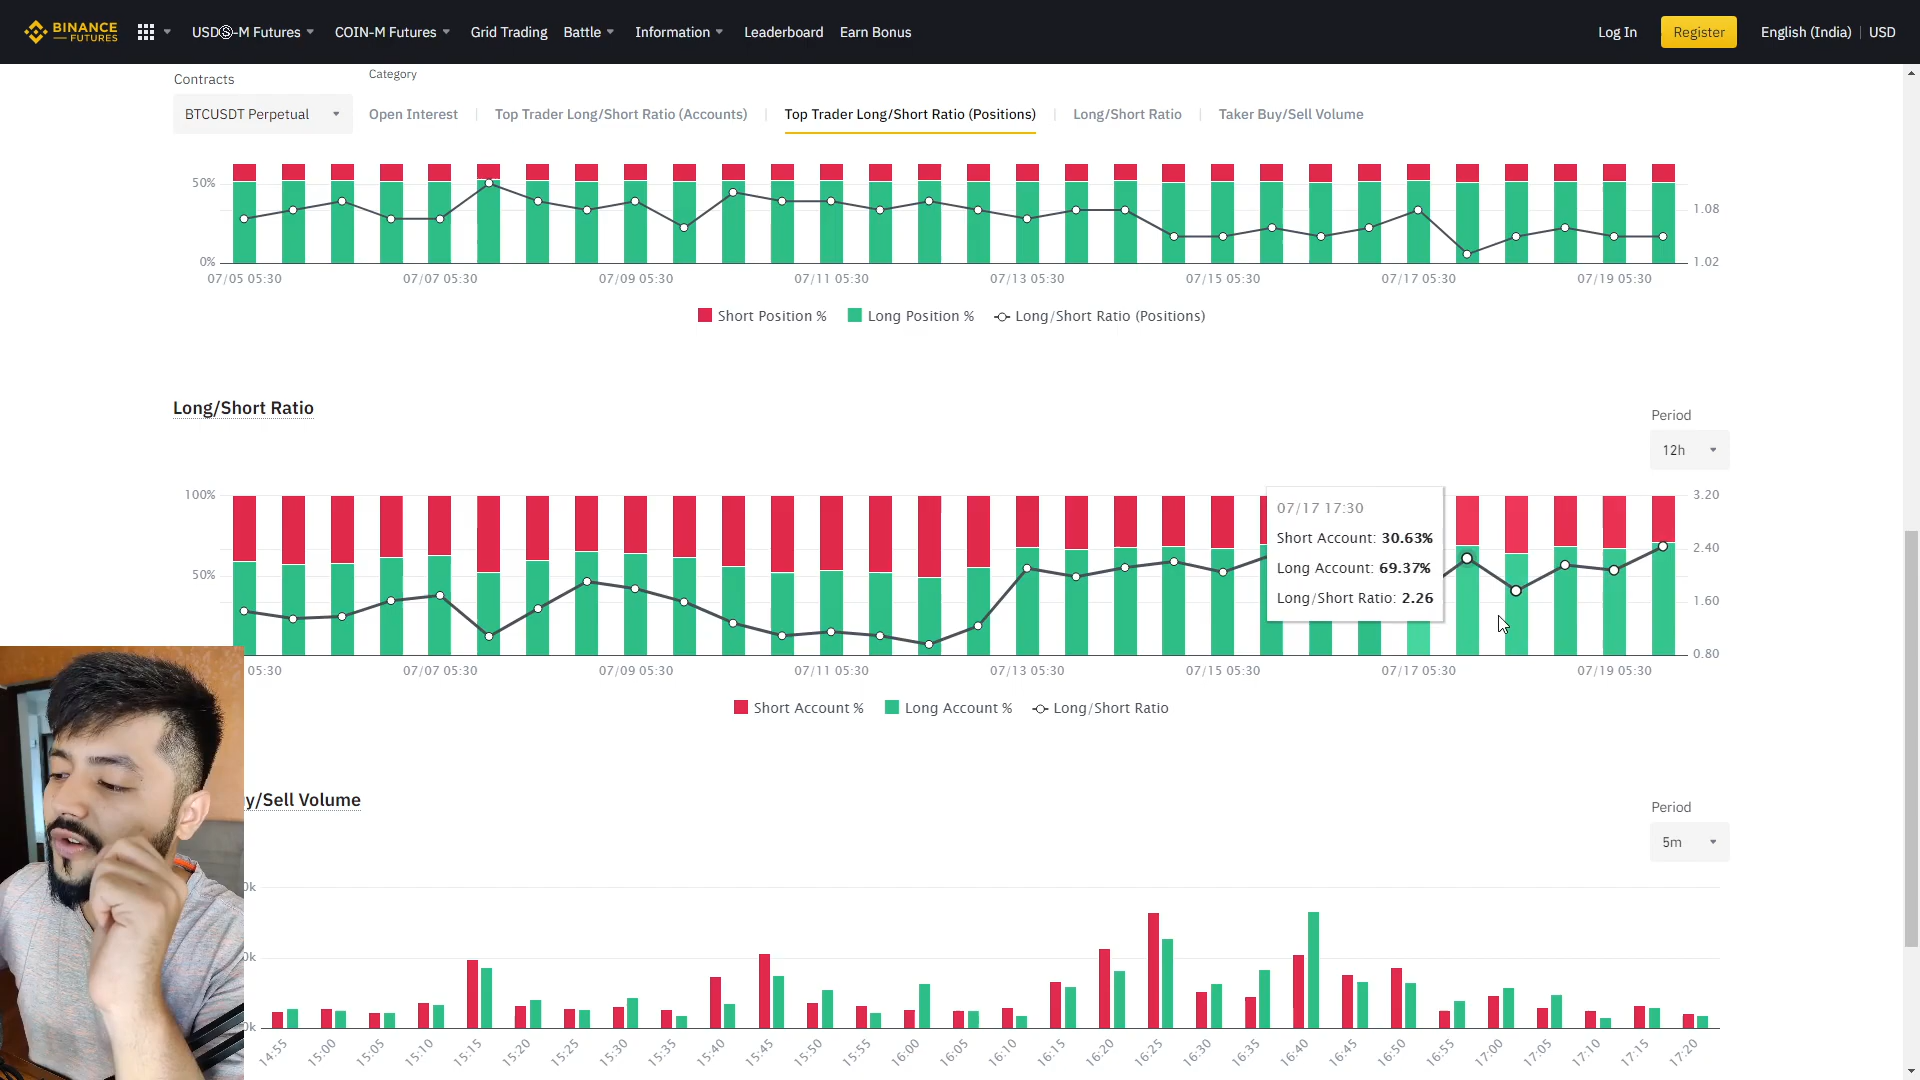 BINANCE
FUTURES
USDⓈ-M Futures
COIN-M Futures
Grid Trading
Battle
Information
Leaderboard
Earn Bonus
Log In
Register
English (India)
USD
Contracts
Category
BTCUSDT Perpetual
Open Interest
Top Trader Long/Short Ratio (Accounts)
Top Trader Long/Short Ratio (Positions)
Long/Short Ratio
Taker Buy/Sell Volume
50%
1.08
0%
1.02
07/05 05:30 07/07 05:30 07/09 05:30 07/11 05:30 07/13 05:30 07/15 05:30 07/17 05:30 07/19 05:30
Short Position % Long Position % Long/Short Ratio (Positions)
Long/Short Ratio
Period
12h
100%
3.20
07/17 17:30
Short Account: 30.63%
2.40
Long Account: 69.37%
50%
Long/Short Ratio: 2.26
1.60
0.80
05:30 07/07 05:30 07/09 05:30 07/11 05:30 07/13 05:30 07/15 05:30 07/17 05:30 07/19 05:30
Short Account % Long Account % Long/Short Ratio
y/Sell Volume
Period
5m
0k
0k
0k
14:55 15:00 15:05 15:10 15:15 15:20 15:25 15:30 15:35 15:40 15:45 15:50 15:55 16:00 16:05 16:10 16:15 16:20 16:25 16:30 16:35 16:40 16:45 16:50 16:55 17:00 17:05 17:10 17:15 17:20